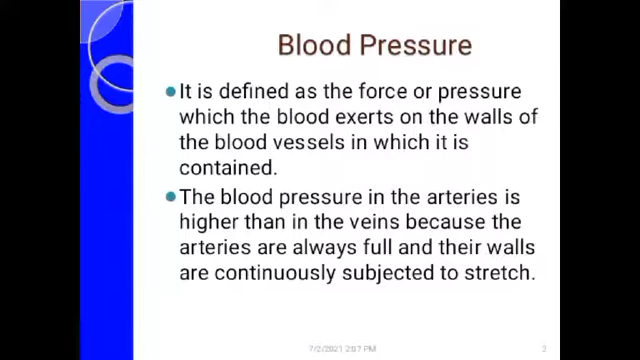 Blood Pressure
It is defined as the force or pressure
which the blood exerts on the walls of
the blood vessels in which it is
contained.
The blood pressure in the arteries is
higher than in the veins because the
arteries are always full and their walls
are continuously subjected to stretch.
7/2/2021 2:07 PM
2